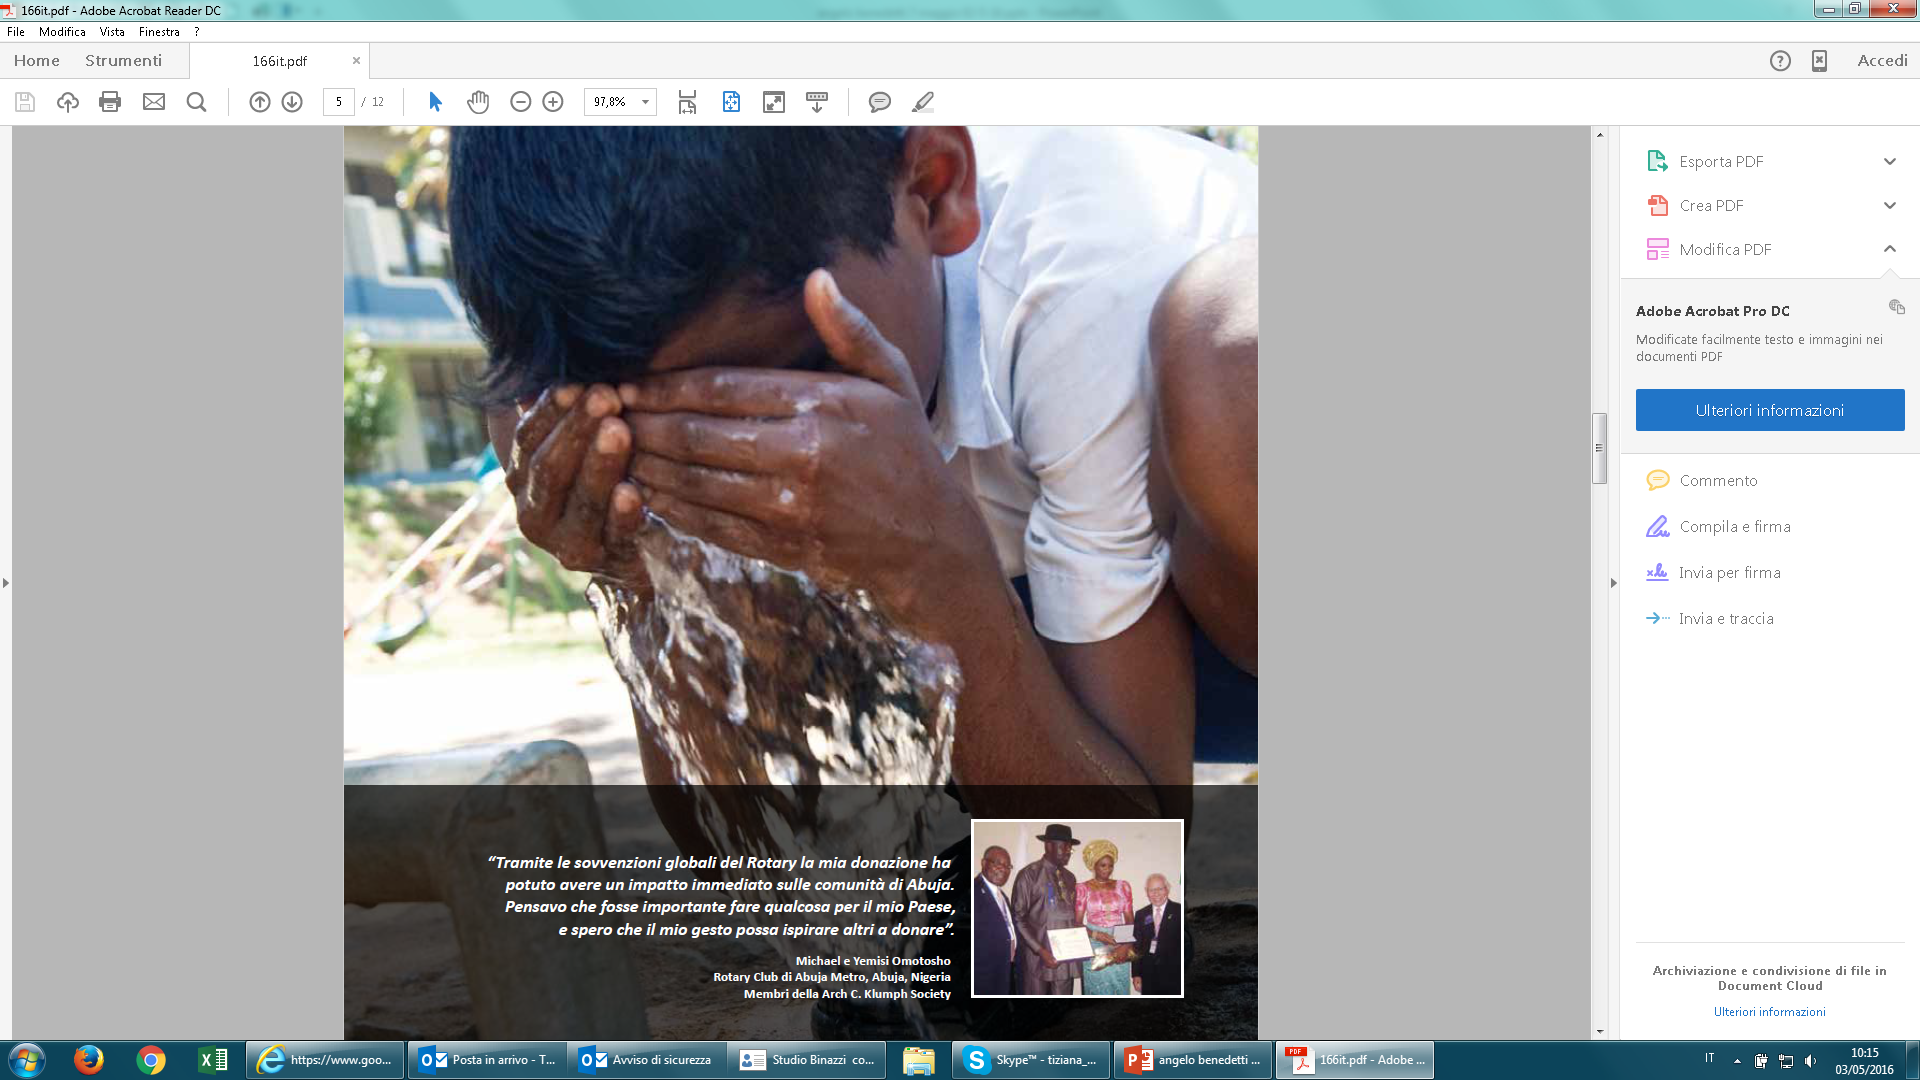 166it.pdf - Adobe Acrobat Reader DC
File Modifica Vista Finestra ?
Home Strumenti 166it.pdf × Accedi
5 / 12 97,8%
Esporta PDF
Crea PDF
Modifica PDF
Adobe Acrobat Pro DC
Modificate facilmente testo e immagini nei
documenti PDF
Ulteriori informazioni
Commento
Compila e firma
Invia per firma
Invia e traccia
Archiviazione e condivisione di file in
Document Cloud
Ulteriori informazioni
“Tramite le sovvenzioni globali del Rotary la mia donazione ha
potuto avere un impatto immediato sulle comunità di Abuja.
Pensavo che fosse importante fare qualcosa per il mio Paese,
e spero che il mio gesto possa ispirare altri a donare”.
Michael e Yemisi Omotosho
Rotary Club di Abuja Metro, Abuja, Nigeria
Membri della Arch C. Klumph Society
https://www.goo... Posta in arrivo - T... Avviso di sicurezza Studio Binazzi co... Skype™ - tiziana_... angelo benedetti ... 166it.pdf - Adobe ... IT 10:15
03/05/2016